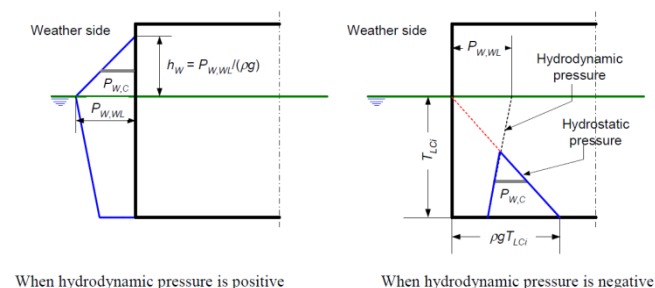 Weather side
h_W = P_W,WL/(ρg)
P_W,C
P_W,WL
When hydrodynamic pressure is positive
Weather side
P_W,WL
Hydrodynamic
pressure
Hydrostatic
pressure
T_LCi
P_W,C
ρgT_LCi
When hydrodynamic pressure is negative